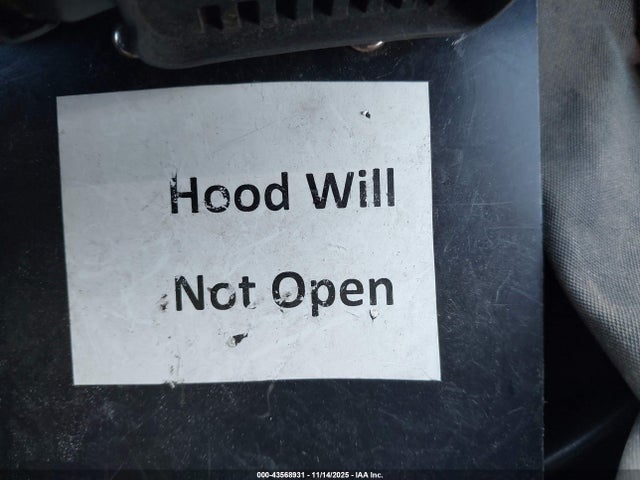 Hood Will
Not Open
000-43568931 - 11/14/2025 - IAA Inc.